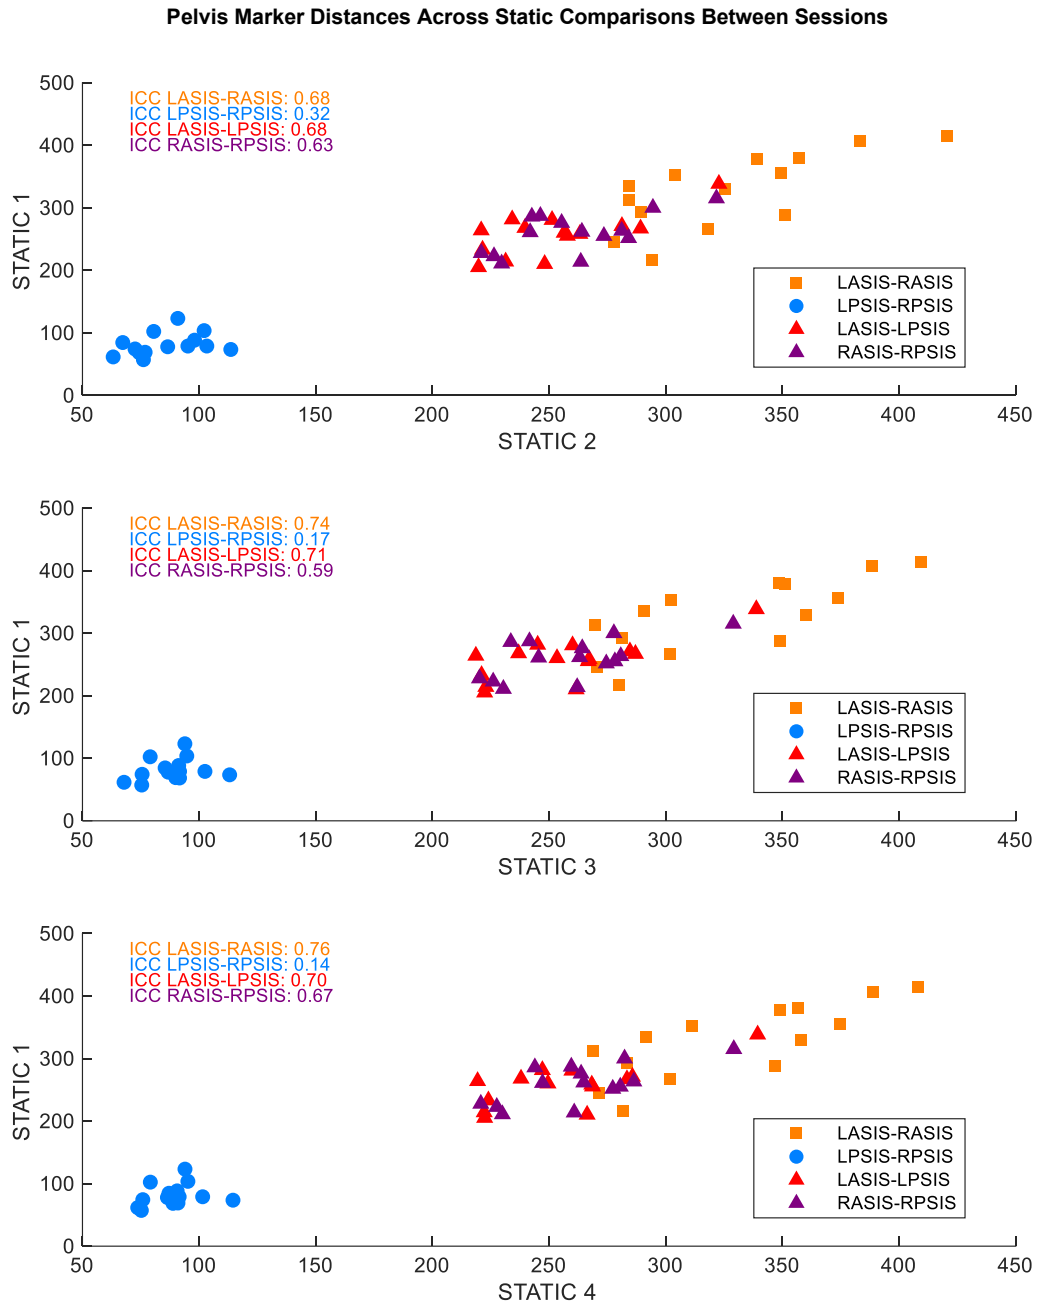 Pelvis Marker Distances Across Static Comparisons Between Sessions
500
400
300
200
100
0
STATIC 1
ICC LASIS-RASIS: 0.68
ICC LPSIS-RPSIS: 0.32
ICC LASIS-LPSIS: 0.68
ICC RASIS-RPSIS: 0.63
LASIS-RASIS
LPSIS-RPSIS
LASIS-LPSIS
RASIS-RPSIS
50 100 150 200 250 300 350 400 450
STATIC 2
500
400
300
200
100
0
STATIC 1
ICC LASIS-RASIS: 0.74
ICC LPSIS-RPSIS: 0.17
ICC LASIS-LPSIS: 0.71
ICC RASIS-RPSIS: 0.59
LASIS-RASIS
LPSIS-RPSIS
LASIS-LPSIS
RASIS-RPSIS
50 100 150 200 250 300 350 400 450
STATIC 3
500
400
300
200
100
0
STATIC 1
ICC LASIS-RASIS: 0.76
ICC LPSIS-RPSIS: 0.14
ICC LASIS-LPSIS: 0.70
ICC RASIS-RPSIS: 0.67
LASIS-RASIS
LPSIS-RPSIS
LASIS-LPSIS
RASIS-RPSIS
50 100 150 200 250 300 350 400 450
STATIC 4